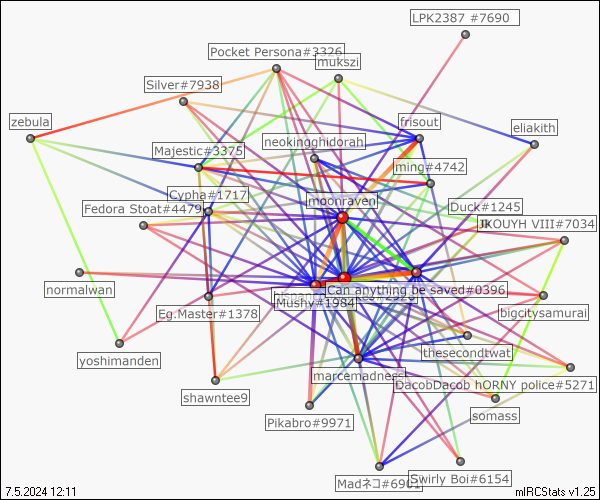 LPK2387 #7690
Pocket Persona#3326
mukszi
Silver#7938
zebula
frisout
eliakith
neokingghidorah
Majestic#3375
ming#4742
Cypha#1717
moonraven
Duck#1245
Fedora Stoat#4479
JKOUYH VIII#7034
normalwan
Can anything be saved#0396
Mushy#1984
Eg.Master#1378
bigcitysamurai
yoshimanden
thesecondtwat
marcemadness
DacobDacob hORNY police#5271
shawntee9
somass
Pikabro#9971
Madネコ#6901
Swirly Boi#6154
7.5.2024 12:11
mIRCStats v1.25